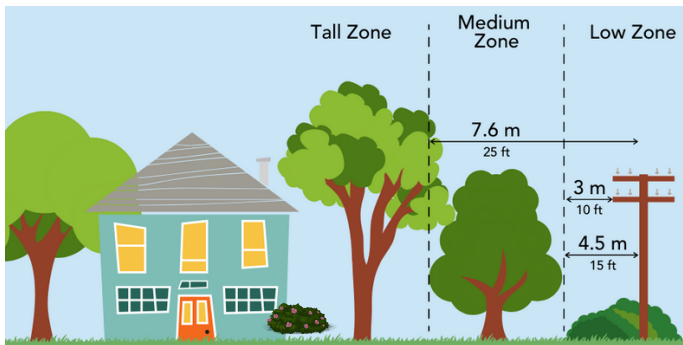 Tall Zone
Medium
Zone
Low Zone
7.6 m
25 ft
3 m
10 ft
4.5 m
15 ft